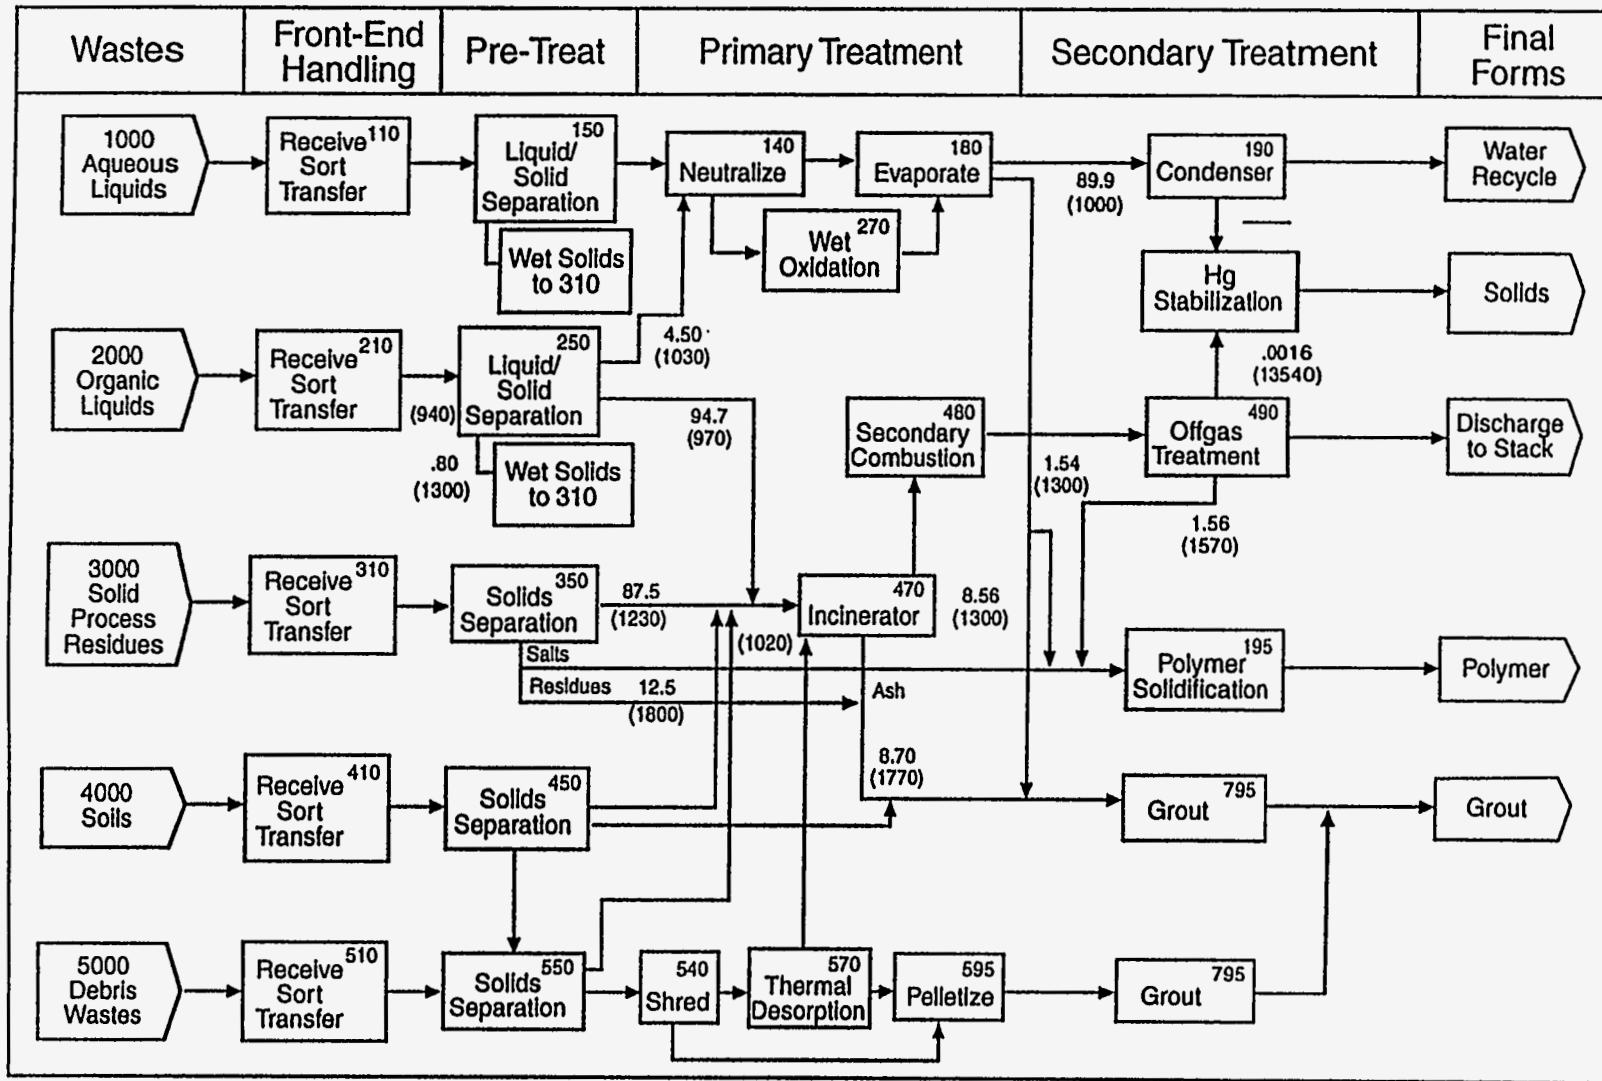 Wastes
Front-End
Handling
Pre-Treat
Primary Treatment
Secondary Treatment
Final
Forms
1000
Aqueous
Liquids
Receive 110
Sort
Transfer
150
Liquid/
Solid
Separation
Wet Solids
to 310
140
Neutralize
180
Evaporate
270
Wet
Oxidation
89.9
(1000)
190
Condenser
Water
Recycle
Hg
Stabilization
Solids
2000
Organic
Liquids
Receive 210
Sort
Transfer
(940)
250
Liquid/
Solid
Separation
4.50
(1030)
94.7
(970)
.80
(1300)
Wet Solids
to 310
480
Secondary
Combustion
.0016
(13540)
490
Offgas
Treatment
Discharge
to Stack
1.54
(1300)
1.56
(1570)
3000
Solid
Process
Residues
Receive 310
Sort
Transfer
350
Solids
Separation
87.5
(1230)
(1020)
470
Incinerator
8.56
(1300)
Salts
Residues 12.5
(1800)
Ash
195
Polymer
Solidification
Polymer
4000
Soils
Receive 410
Sort
Transfer
450
Solids
Separation
8.70
(1770)
795
Grout
Grout
5000
Debris
Wastes
Receive 510
Sort
Transfer
550
Solids
Separation
540
Shred
570
Thermal
Desorption
595
Pelletize
795
Grout